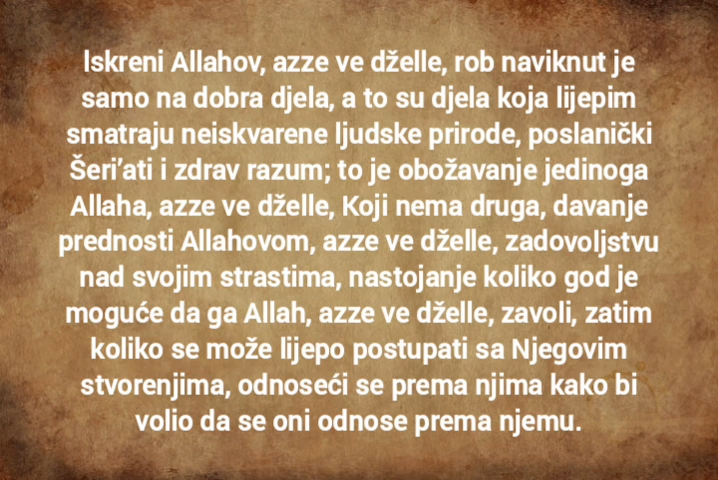 Iskreni Allahov, azze ve dželle, rob naviknut je
samo na dobra djela, a to su djela koja lijepim
smatraju neiskvarene ljudske prirode, poslanički
Šeri’ati i zdrav razum; to je obožavanje jedinoga
Allaha, azze ve dželle, Koji nema druga, davanje
prednosti Allahovom, azze ve dželle, zadovoljstvu
nad svojim strastima, nastojanje koliko god je
moguće da ga Allah, azze ve dželle, zavoli, zatim
koliko se može lijepo postupati sa Njegovim
stvorenjima, odnoseći se prema njima kako bi
volio da se oni odnose prema njemu.